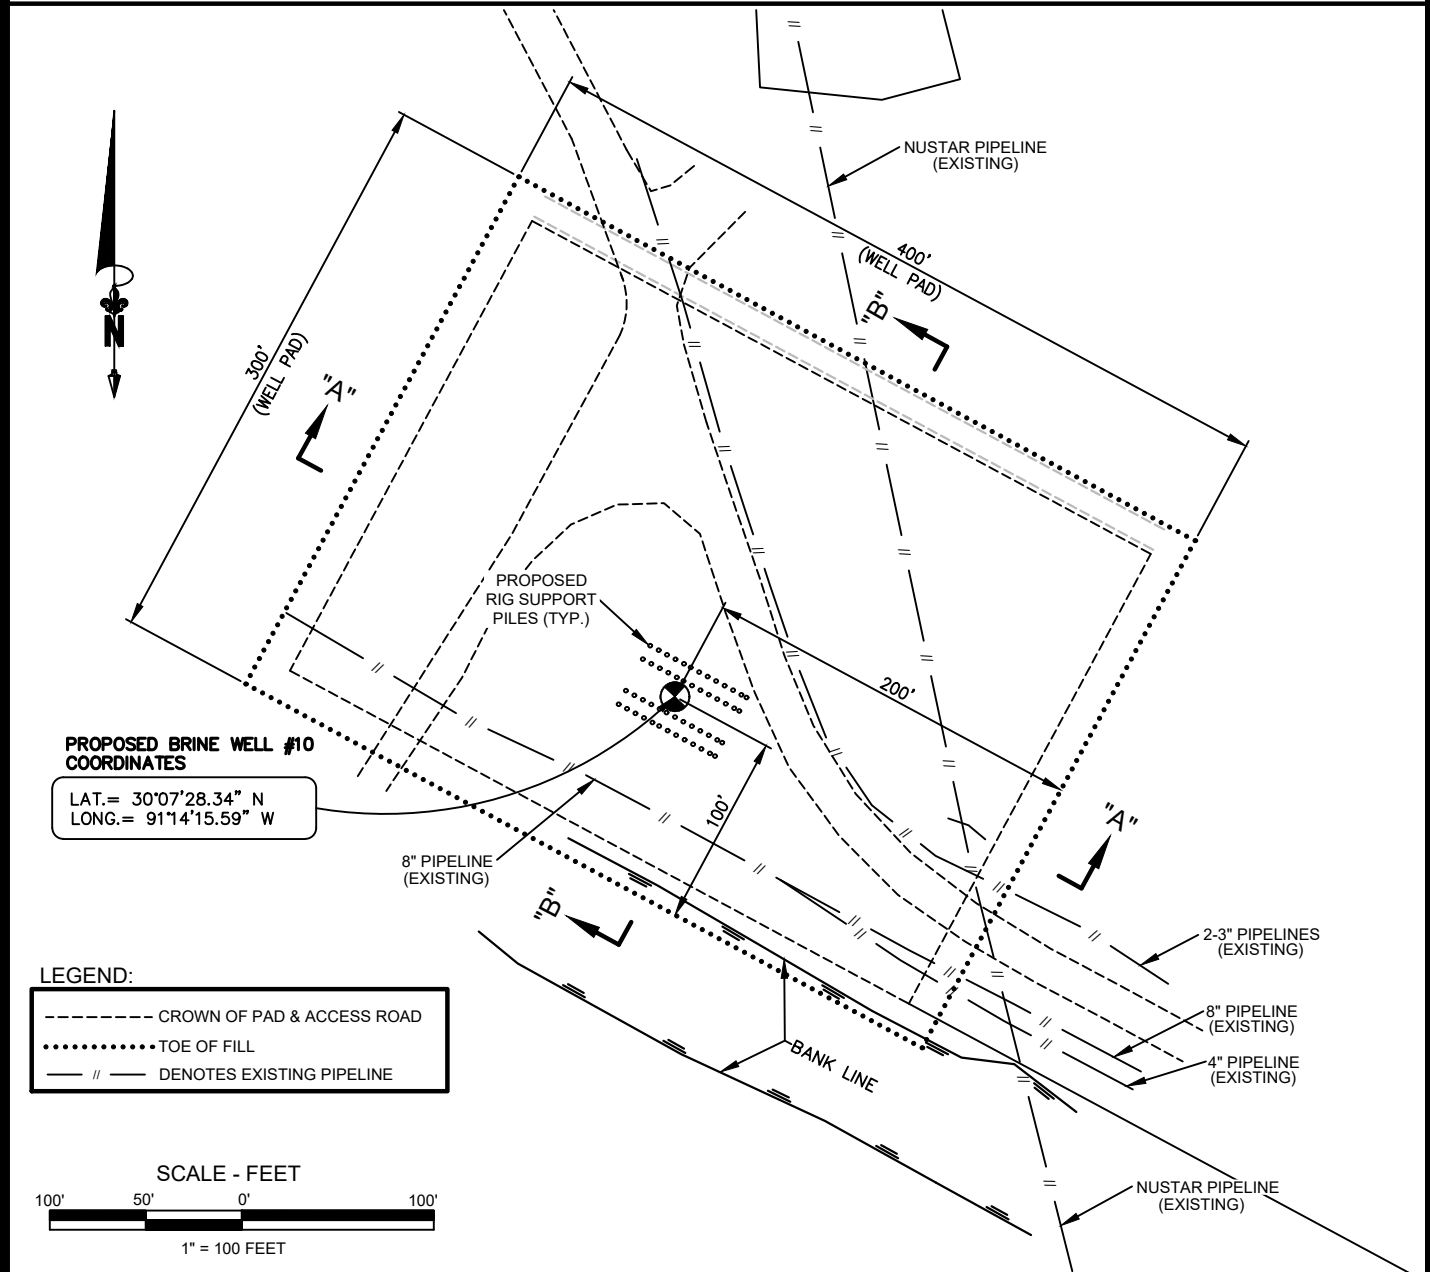 NUSTAR PIPELINE
(EXISTING)
400'
(WELL PAD)
"B"
N
300'
(WELL PAD)
"A"
PROPOSED
RIG SUPPORT
PILES (TYP.)
200'
PROPOSED BRINE WELL #10
COORDINATES
LAT.= 30°07'28.34" N
LONG.= 91°14'15.59" W
100'
"A"
8" PIPELINE
(EXISTING)
"B"
2-3" PIPELINES
(EXISTING)
8" PIPELINE
(EXISTING)
4" PIPELINE
(EXISTING)
BANK LINE
LEGEND:
CROWN OF PAD & ACCESS ROAD
TOE OF FILL
DENOTES EXISTING PIPELINE
SCALE - FEET
100' 50' 0' 100'
1" = 100 FEET
NUSTAR PIPELINE
(EXISTING)